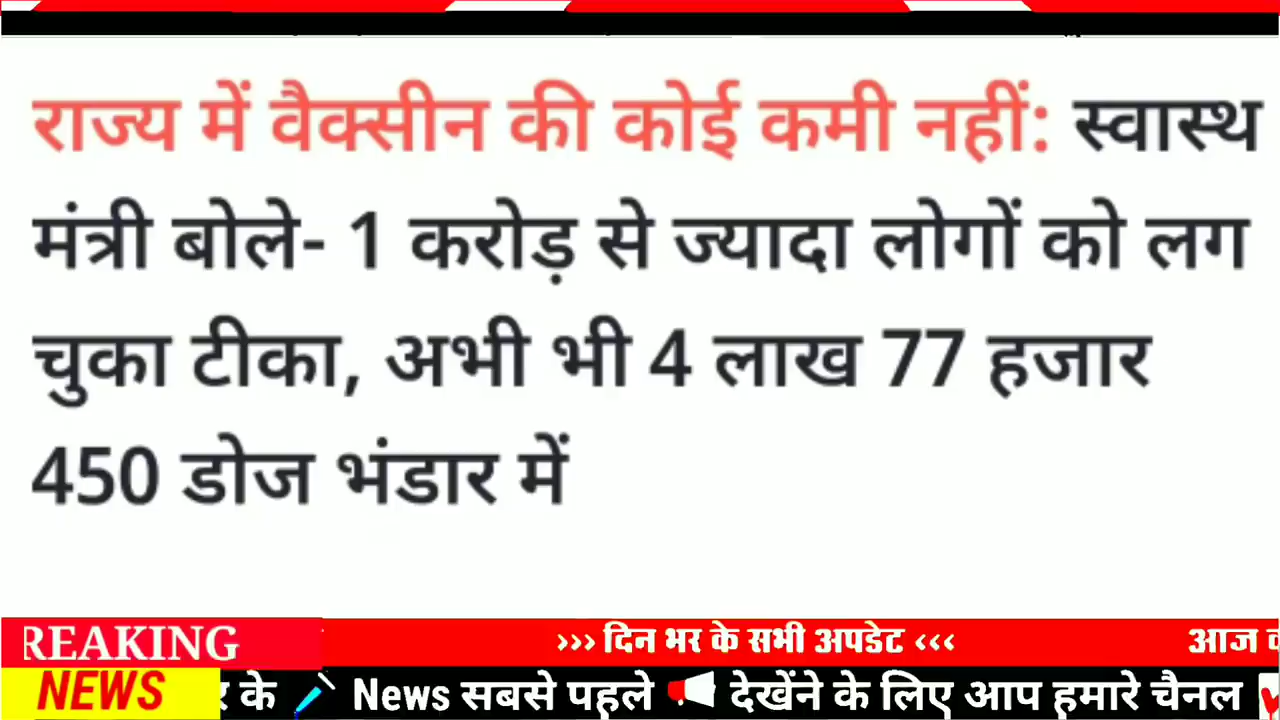 राज्य में वैक्सीन की कोई कमी नहीं: स्वास्थ
मंत्री बोले- 1 करोड़ से ज्यादा लोगों को लग
चुका टीका, अभी भी 4 लाख 77 हजार
450 डोज भंडार में
REAKING
››› दिन भर के सभी अपडेट ‹‹‹
आज
NEWS
के
News सबसे पहले
देखेंने के लिए आप हमारे चैनल